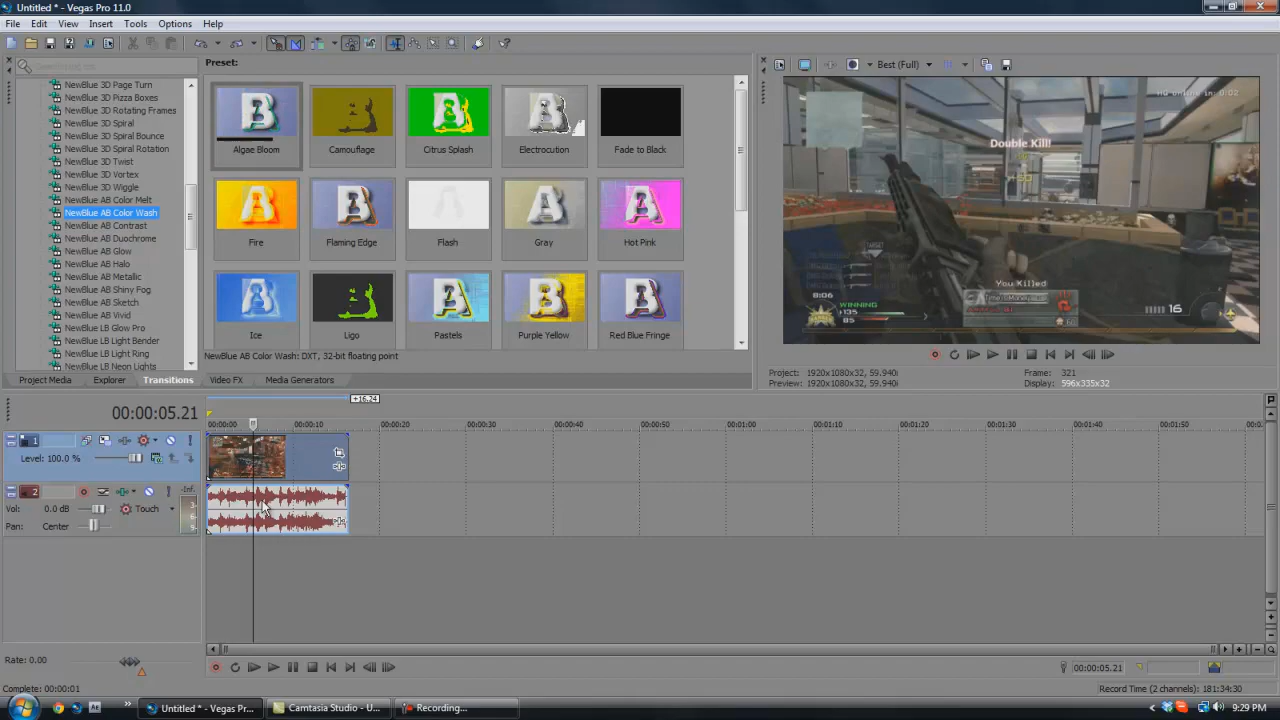 Untitled * - Vegas Pro 11.0
File Edit View Insert Tools Options Help
Preset:
NewBlue 3D Page Turn
NewBlue 3D Pizza Boxes
NewBlue 3D Rotating Frames
NewBlue 3D Spiral
NewBlue 3D Spiral Bounce
NewBlue 3D Spiral Rotation
NewBlue 3D Twist
NewBlue 3D Vortex
NewBlue 3D Wiggle
NewBlue AB Color Melt
NewBlue AB Color Wash
NewBlue AB Contrast
NewBlue AB Duochrome
NewBlue AB Glow
NewBlue AB Halo
NewBlue AB Metallic
NewBlue AB Shiny Fog
NewBlue AB Sketch
NewBlue AB Vivid
NewBlue LB Glow Pro
NewBlue LB Light Bender
NewBlue LB Light Ring
NewBlue LB Neon Lights
Algae Bloom Camouflage Citrus Splash Electrocution Fade to Black
Fire Flaming Edge Flash Gray Hot Pink
Ice Ligo Pastels Purple Yellow Red Blue Fringe
NewBlue AB Color Wash: DXT, 32-bit floating point
Project Media Explorer Transitions Video FX Media Generators
Best (Full)
Double Kill!
+50
TARGET
You Killed
8:06
WINNING
+135
85
16
Project: 1920x1080x32, 59.940i Frame: 321
Preview: 1920x1080x32, 59.940i Display: 596x335x32
00:00:05.21
+16.24
00:00:00 00:00:10 00:00:20 00:00:30 00:00:40 00:00:50 00:01:00 00:01:10 00:01:20 00:01:30 00:01:40 00:01:50
1
Level: 100.0 %
2
-Inf.
Vol: 0.0 dB Touch
Pan: Center
3
6
9
Rate: 0.00
00:00:05.21
Complete: 00:00:01
Record Time (2 channels): 181:34:30
Untitled * - Vegas Pr... Camtasia Studio - U... Recording...
9:29 PM